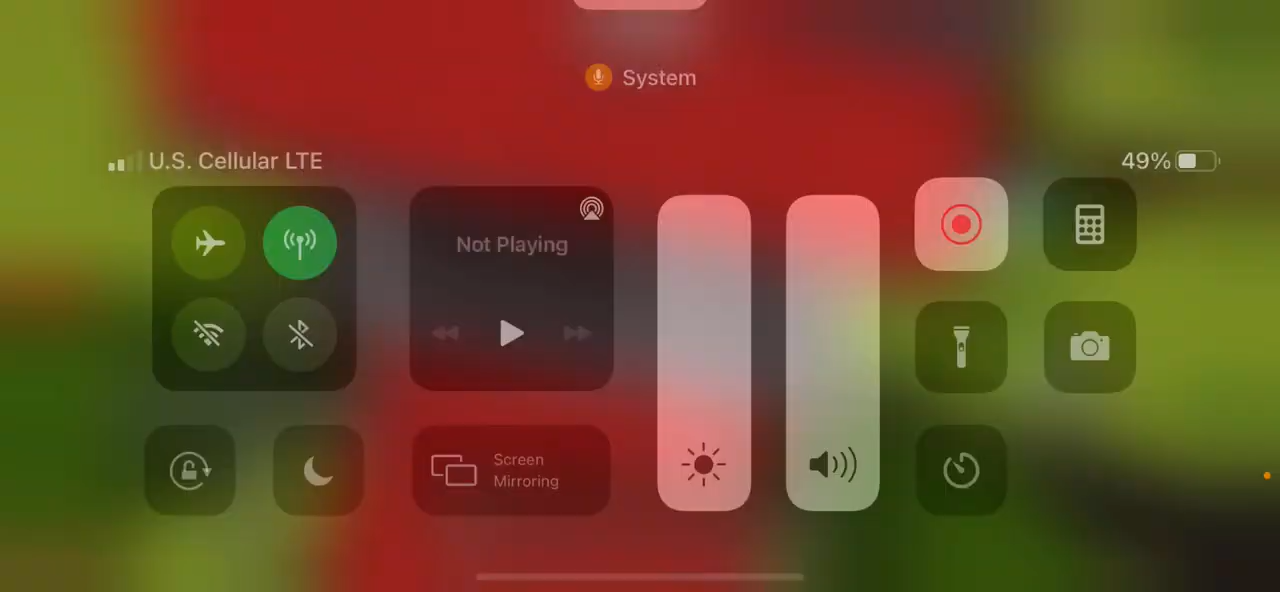 System
U.S. Cellular LTE
49%
Not Playing
Screen
Mirroring